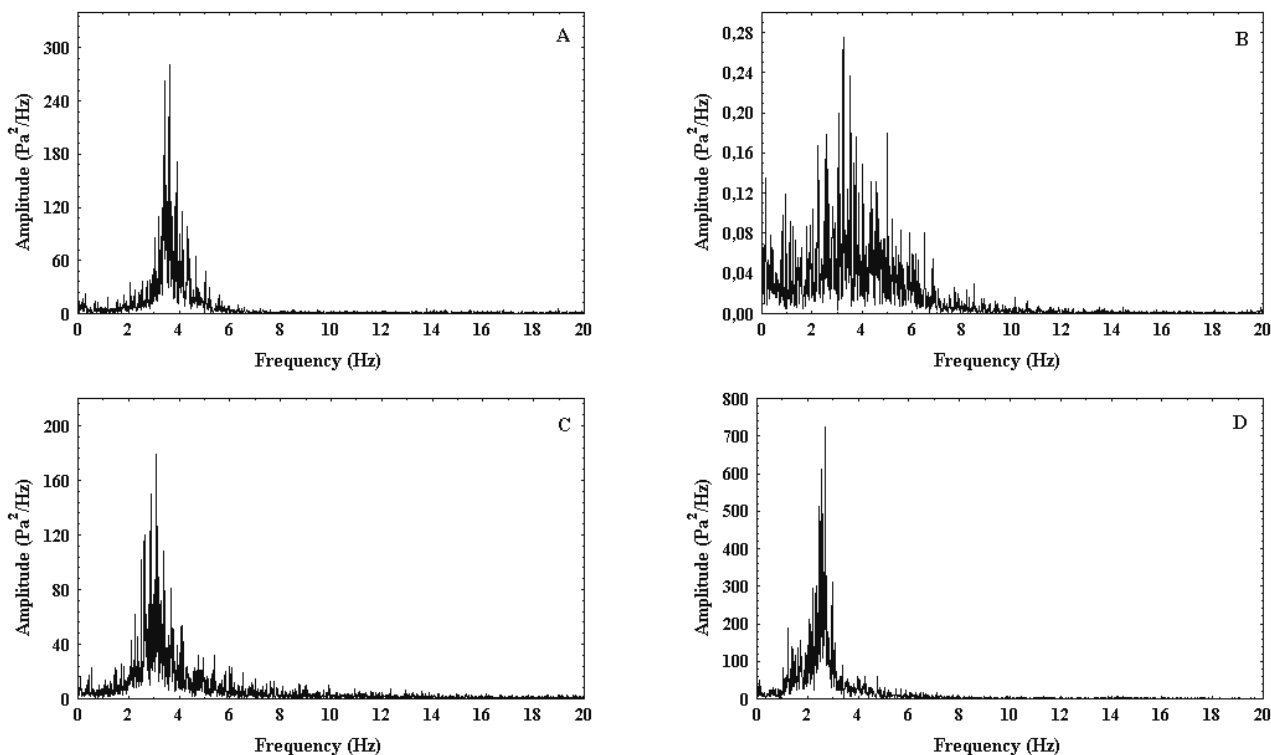 A
Amplitude (Pa²/Hz)
300
240
180
120
60
0
0 2 4 6 8 10 12 14 16 18 20
Frequency (Hz)
B
Amplitude (Pa²/Hz)
0,28
0,24
0,20
0,16
0,12
0,08
0,04
0,00
0 2 4 6 8 10 12 14 16 18 20
Frequency (Hz)
C
Amplitude (Pa²/Hz)
200
160
120
80
40
0
0 2 4 6 8 10 12 14 16 18 20
Frequency (Hz)
D
Amplitude (Pa²/Hz)
800
700
600
500
400
300
200
100
0
0 2 4 6 8 10 12 14 16 18 20
Frequency (Hz)